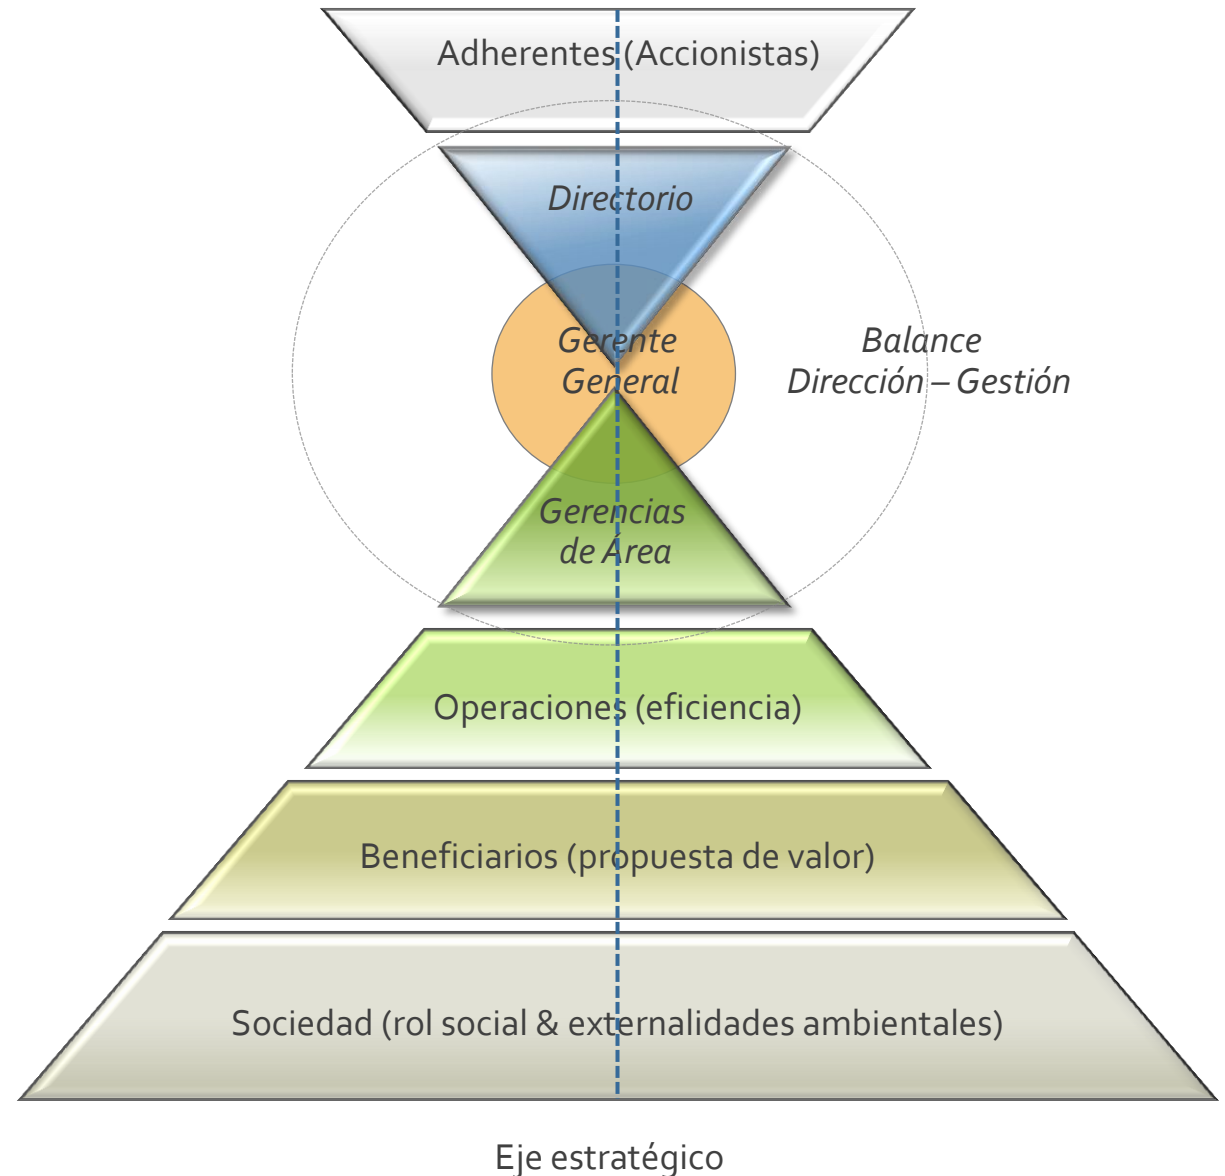 Adherentes (Accionistas)
Directorio
Gerente
General
Balance
Dirección – Gestión
Gerencias
de Área
Operaciones (eficiencia)
Beneficiarios (propuesta de valor)
Sociedad (rol social & externalidades ambientales)
Eje estratégico